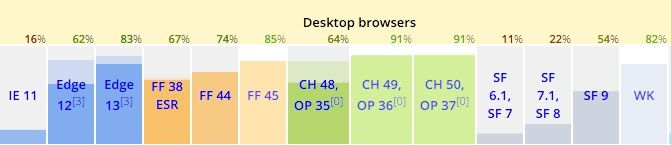 Desktop browsers
16% 62% 83% 67% 74% 85% 64% 91% 91% 11% 22% 54% 82%
IE 11
Edge
12[3]
Edge
13[3]
FF 38
ESR
FF 44
FF 45
CH 48,
OP 35[0]
CH 49,
OP 36[0]
CH 50,
OP 37[0]
SF
6.1,
SF 7
SF
7.1,
SF 8
SF 9
WK